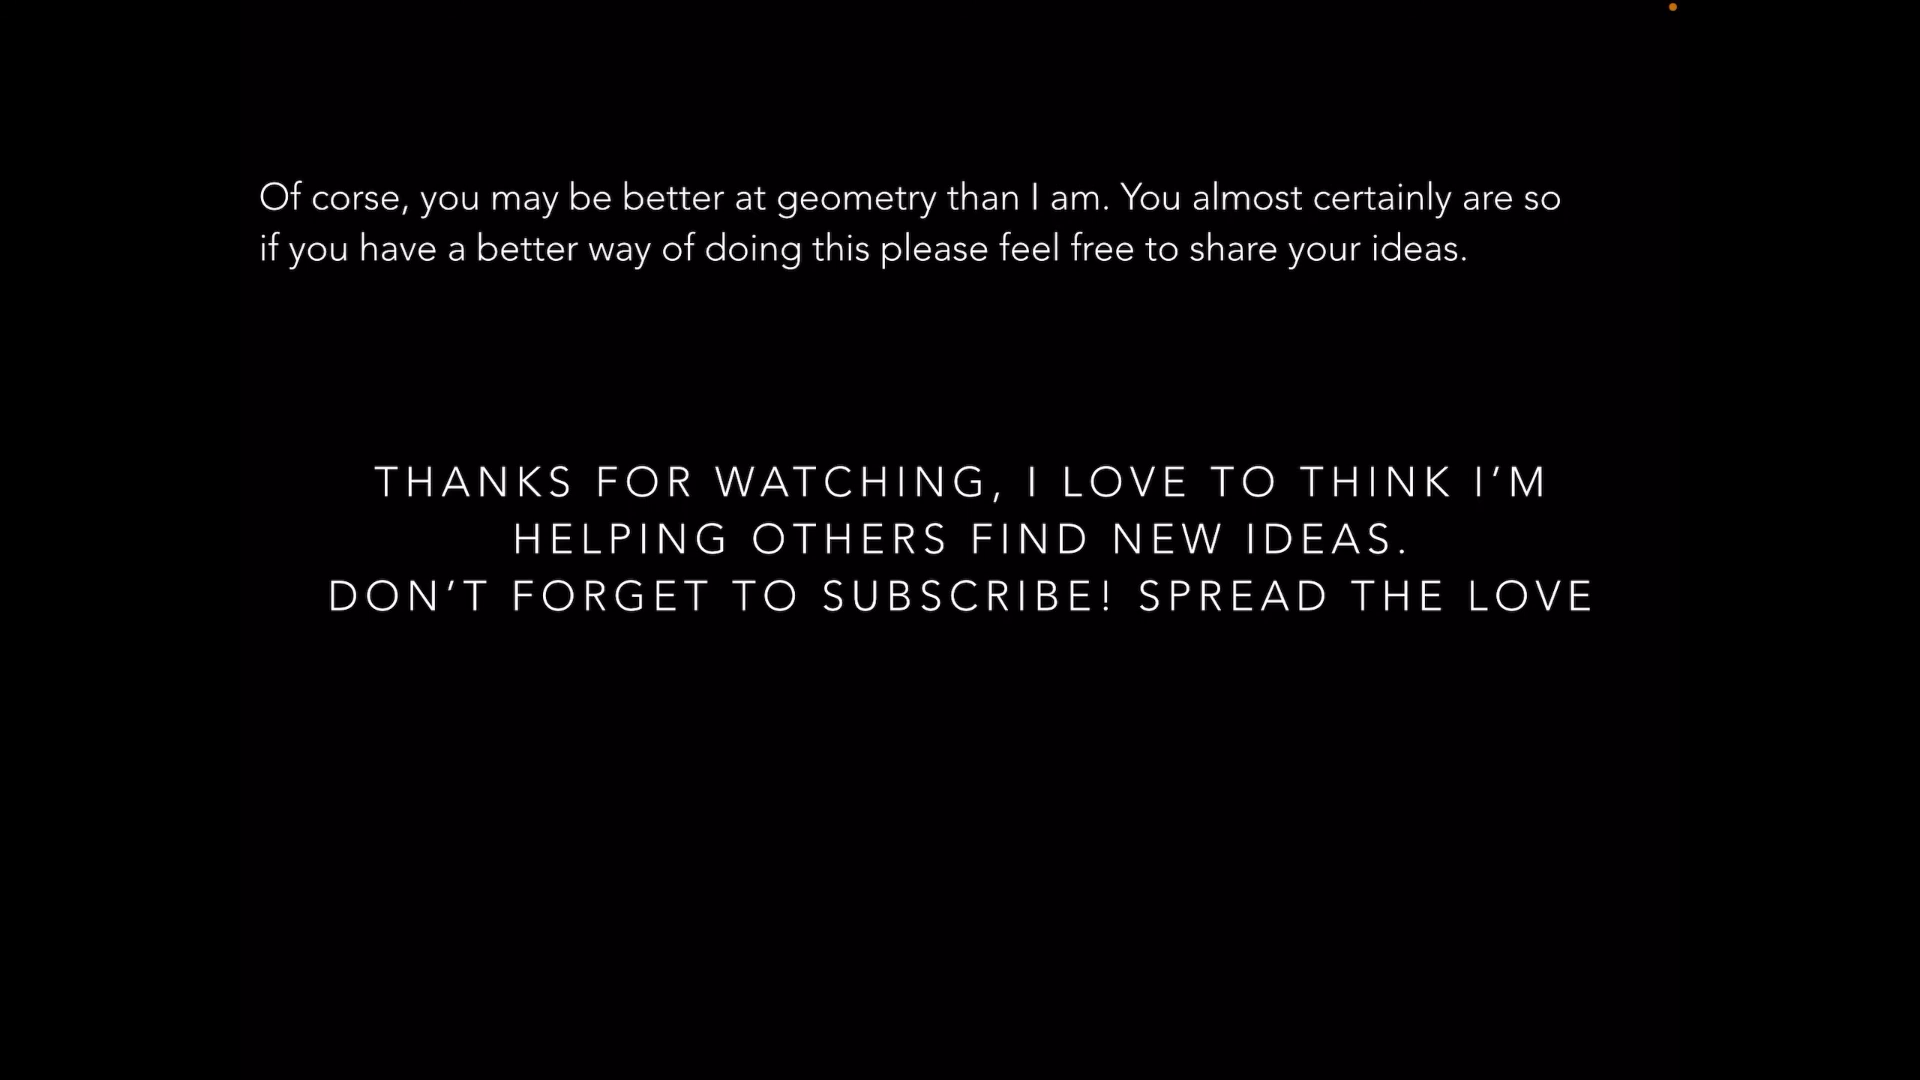 Of corse, you may be better at geometry than I am. You almost certainly are so
if you have a better way of doing this please feel free to share your ideas.
THANKS FOR WATCHING, I LOVE TO THINK I’M
HELPING OTHERS FIND NEW IDEAS.
DON’T FORGET TO SUBSCRIBE! SPREAD THE LOVE